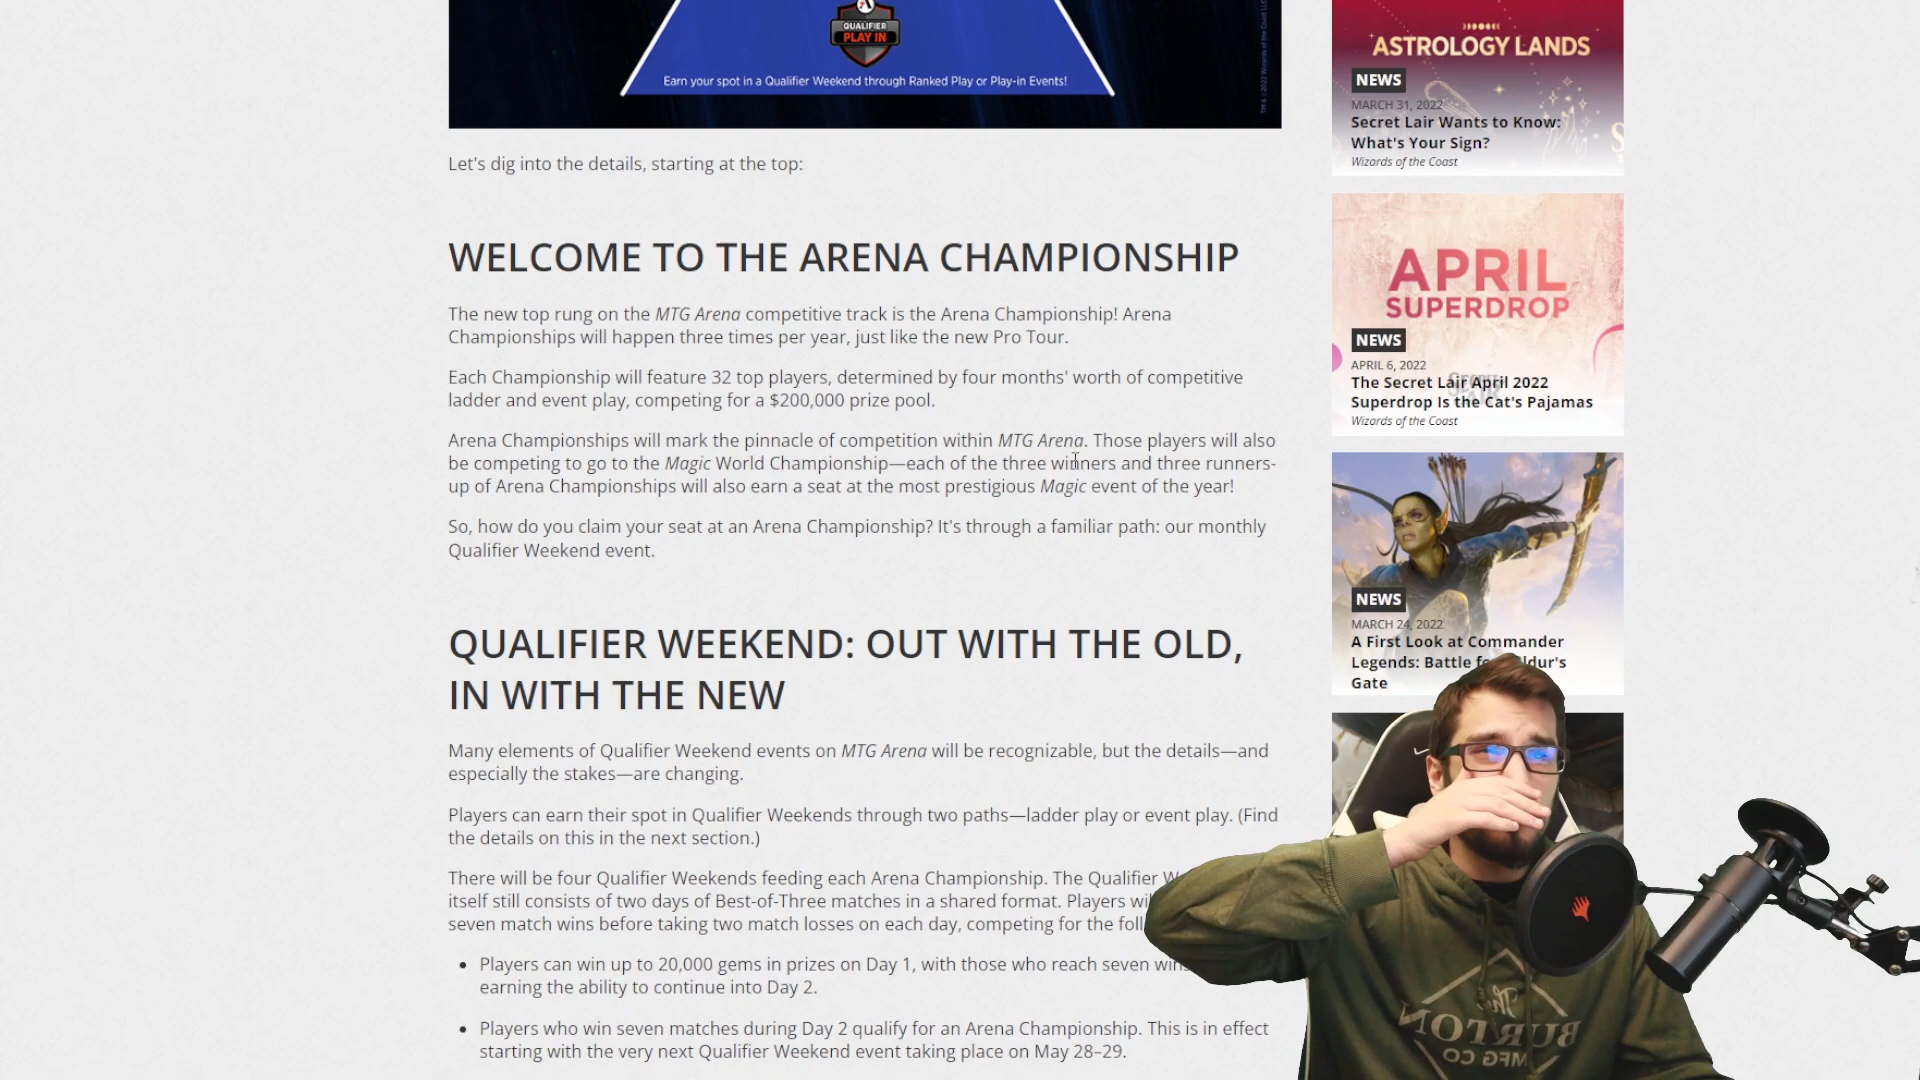 QUALIFIER
PLAY IN
Earn your spot in a Qualifier Weekend through Ranked Play or Play-in Events!
Let's dig into the details, starting at the top:
WELCOME TO THE ARENA CHAMPIONSHIP
The new top rung on the MTG Arena competitive track is the Arena Championship! Arena
Championships will happen three times per year, just like the new Pro Tour.
Each Championship will feature 32 top players, determined by four months' worth of competitive
ladder and event play, competing for a $200,000 prize pool.
Arena Championships will mark the pinnacle of competition within MTG Arena. Those players will also
be competing to go to the Magic World Championship—each of the three winners and three runners-
up of Arena Championships will also earn a seat at the most prestigious Magic event of the year!
So, how do you claim your seat at an Arena Championship? It's through a familiar path: our monthly
Qualifier Weekend event.
QUALIFIER WEEKEND: OUT WITH THE OLD,
IN WITH THE NEW
Many elements of Qualifier Weekend events on MTG Arena will be recognizable, but the details—and
especially the stakes—are changing.
Players can earn their spot in Qualifier Weekends through two paths—ladder play or event play. (Find
the details on this in the next section.)
There will be four Qualifier Weekends feeding each Arena Championship. The Qualifier
itself still consists of two days of Best-of-Three matches in a shared format. Players
seven match wins before taking two match losses on each day, competing for the
• Players can win up to 20,000 gems in prizes on Day 1, with those who reach seven
earning the ability to continue into Day 2.
• Players who win seven matches during Day 2 qualify for an Arena Championship. This is in effect
starting with the very next Qualifier Weekend event taking place on May 28–29.
ASTROLOGY LANDS
NEWS
MARCH 31, 2022
Secret Lair Wants to Know:
What's Your Sign?
Wizards of the Coast
APRIL
SUPERDROP
NEWS
APRIL 6, 2022
The Secret Lair April 2022
Superdrop Is the Cat's Pajamas
Wizards of the Coast
NEWS
MARCH 24, 2022
A First Look at Commander
Legends: Battle
Gate
BURTON
MFG CO